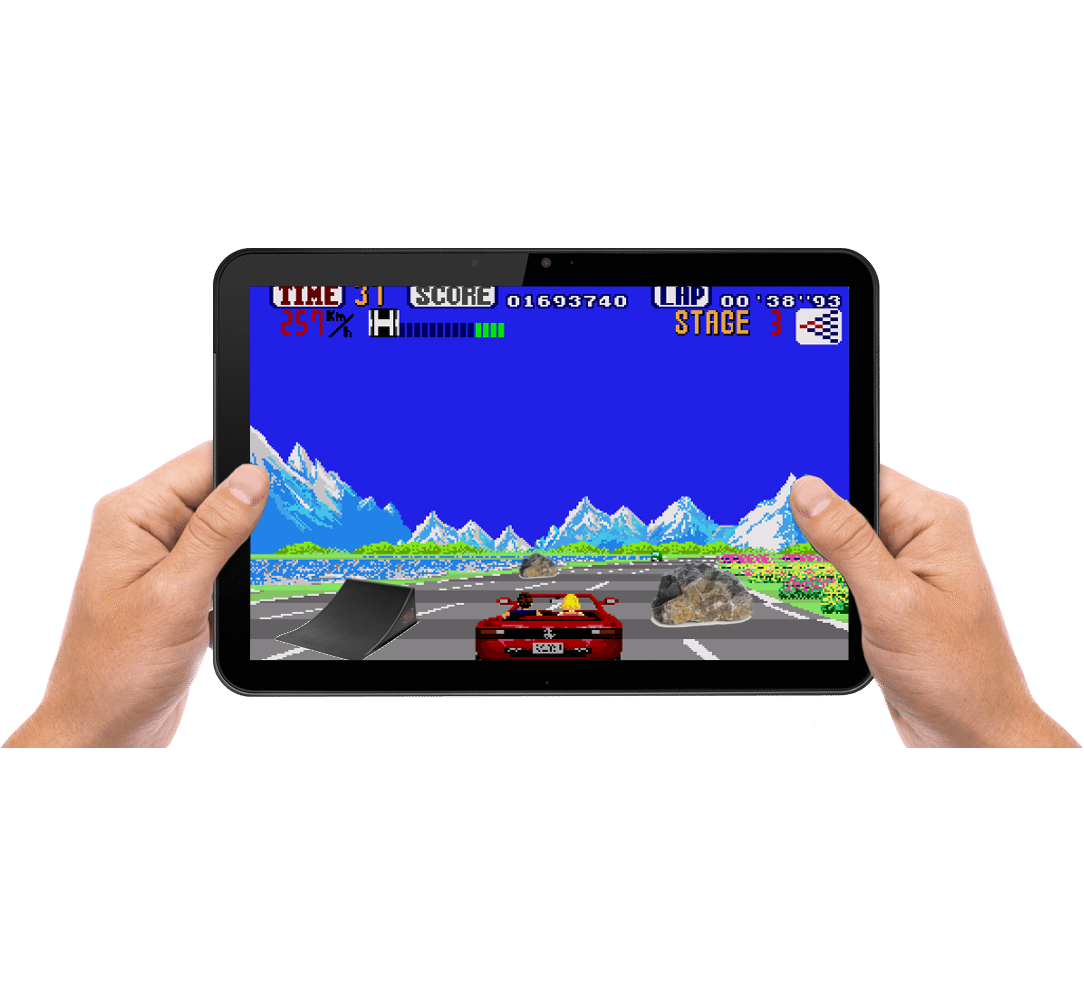 TIME 31 SCORE 01693740 LAP 00'38"93
257 Km/h STAGE 3